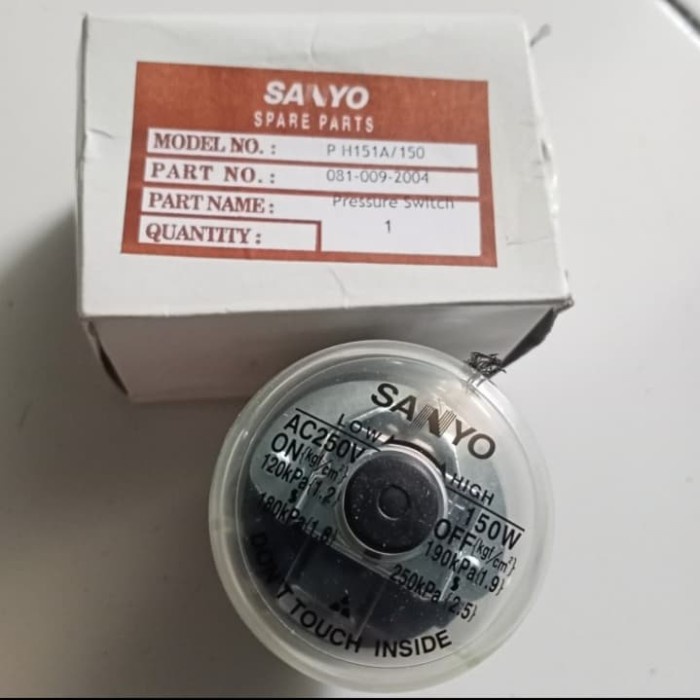 SANYO
SPARE PARTS
MODEL NO. : P H151A/150
PART NO. : 081-009-2004
PART NAME : Pressure Switch
QUANTITY : 1
SANYO
LOW
HIGH
AC250V
150W
ON(kgf/cm²)
120kPa(1.2
180kPa(1.8)
OFF(kgf/cm²)
190kPa(1.9)
250kPa(2.5)
DON'T TOUCH INSIDE